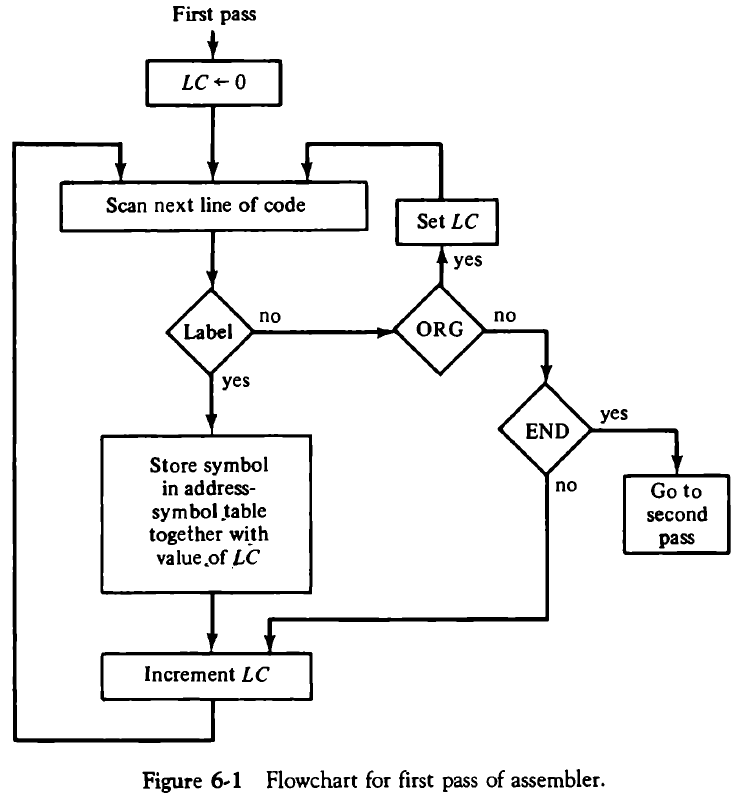 First pass
LC ← 0
Scan next line of code
Set LC
yes
Label
no
ORG
no
yes
END
yes
no
Store symbol
in address-
symbol table
together with
value of LC
Go to
second
pass
Increment LC
Figure 6-1 Flowchart for first pass of assembler.